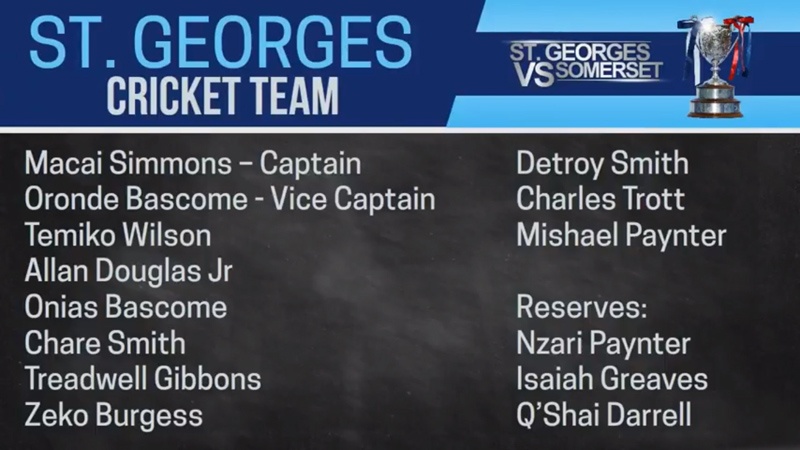 ST. GEORGES
CRICKET TEAM
ST. GEORGES
VS SOMERSET
Macai Simmons – Captain
Oronde Bascome - Vice Captain
Temiko Wilson
Allan Douglas Jr
Onias Bascome
Chare Smith
Treadwell Gibbons
Zeko Burgess
Detroy Smith
Charles Trott
Mishael Paynter
Reserves:
Nzari Paynter
Isaiah Greaves
Q'Shai Darrell